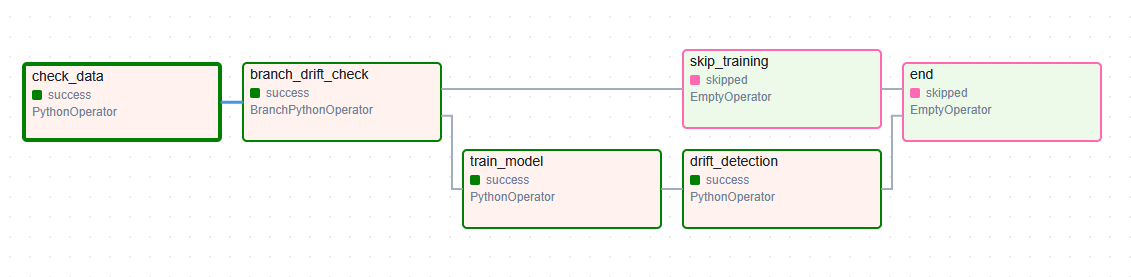 check_data
success
PythonOperator
branch_drift_check
success
BranchPythonOperator
skip_training
skipped
EmptyOperator
end
skipped
EmptyOperator
train_model
success
PythonOperator
drift_detection
success
PythonOperator